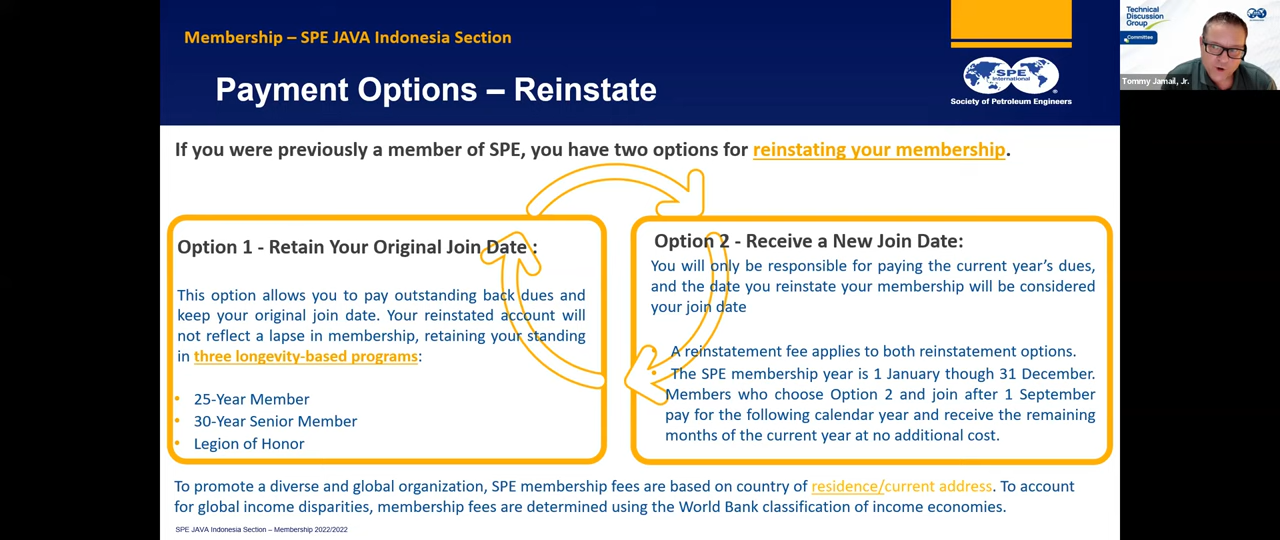 Membership – SPE JAVA Indonesia Section
Payment Options – Reinstate
SPE
International
Society of Petroleum Engineers
Technical
Discussion
Group
Committee
Tommy Jamail, Jr.
If you were previously a member of SPE, you have two options for reinstating your membership.
Option 1 - Retain Your Original Join Date :
This option allows you to pay outstanding back dues and
keep your original join date. Your reinstated account will
not reflect a lapse in membership, retaining your standing
in three longevity-based programs:
• 25-Year Member
• 30-Year Senior Member
• Legion of Honor
Option 2 - Receive a New Join Date:
You will only be responsible for paying the current year's dues,
and the date you reinstate your membership will be considered
your join date
• A reinstatement fee applies to both reinstatement options.
• The SPE membership year is 1 January though 31 December.
Members who choose Option 2 and join after 1 September
pay for the following calendar year and receive the remaining
months of the current year at no additional cost.
To promote a diverse and global organization, SPE membership fees are based on country of residence/current address. To account
for global income disparities, membership fees are determined using the World Bank classification of income economies.
SPE JAVA Indonesia Section – Membership 2022/2022